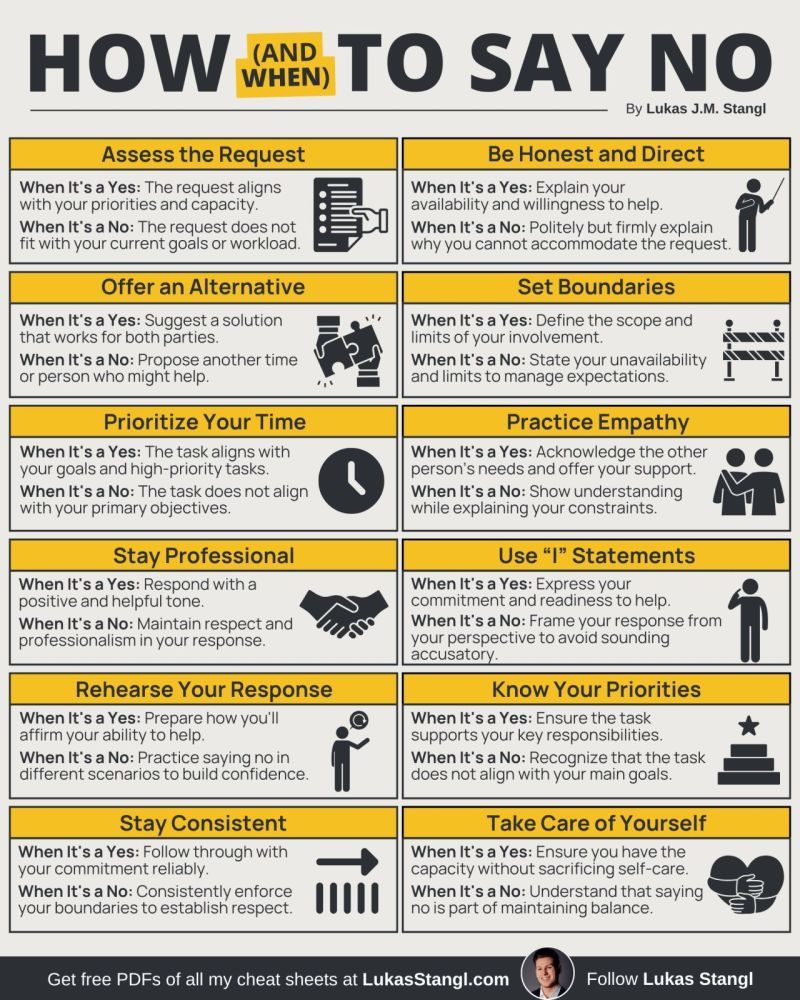 HOW (AND WHEN) TO SAY NO
By Lukas J.M. Stangl
Assess the Request
When It's a Yes: The request aligns
with your priorities and capacity.
When It's a No: The request does not
fit with your current goals or workload.
Be Honest and Direct
When It's a Yes: Explain your
availability and willingness to help.
When It's a No: Politely but firmly explain
why you cannot accommodate the request.
Offer an Alternative
When It's a Yes: Suggest a solution
that works for both parties.
When It's a No: Propose another time
or person who might help.
Set Boundaries
When It's a Yes: Define the scope and
limits of your involvement.
When It's a No: State your unavailability
and limits to manage expectations.
Prioritize Your Time
When It's a Yes: The task aligns with
your goals and high-priority tasks.
When It's a No: The task does not align
with your primary objectives.
Practice Empathy
When It's a Yes: Acknowledge the other
person's needs and offer your support.
When It's a No: Show understanding
while explaining your constraints.
Stay Professional
When It's a Yes: Respond with a
positive and helpful tone.
When It's a No: Maintain respect and
professionalism in your response.
Use “I” Statements
When It's a Yes: Express your
commitment and readiness to help.
When It's a No: Frame your response from
your perspective to avoid sounding
accusatory.
Rehearse Your Response
When It's a Yes: Prepare how you'll
affirm your ability to help.
When It's a No: Practice saying no in
different scenarios to build confidence.
Know Your Priorities
When It's a Yes: Ensure the task
supports your key responsibilities.
When It's a No: Recognize that the task
does not align with your main goals.
Stay Consistent
When It's a Yes: Follow through with
your commitment reliably.
When It's a No: Consistently enforce
your boundaries to establish respect.
Take Care of Yourself
When It's a Yes: Ensure you have the
capacity without sacrificing self-care.
When It's a No: Understand that saying
no is part of maintaining balance.
Get free PDFs of all my cheat sheets at LukasStangl.com
Follow Lukas Stangl